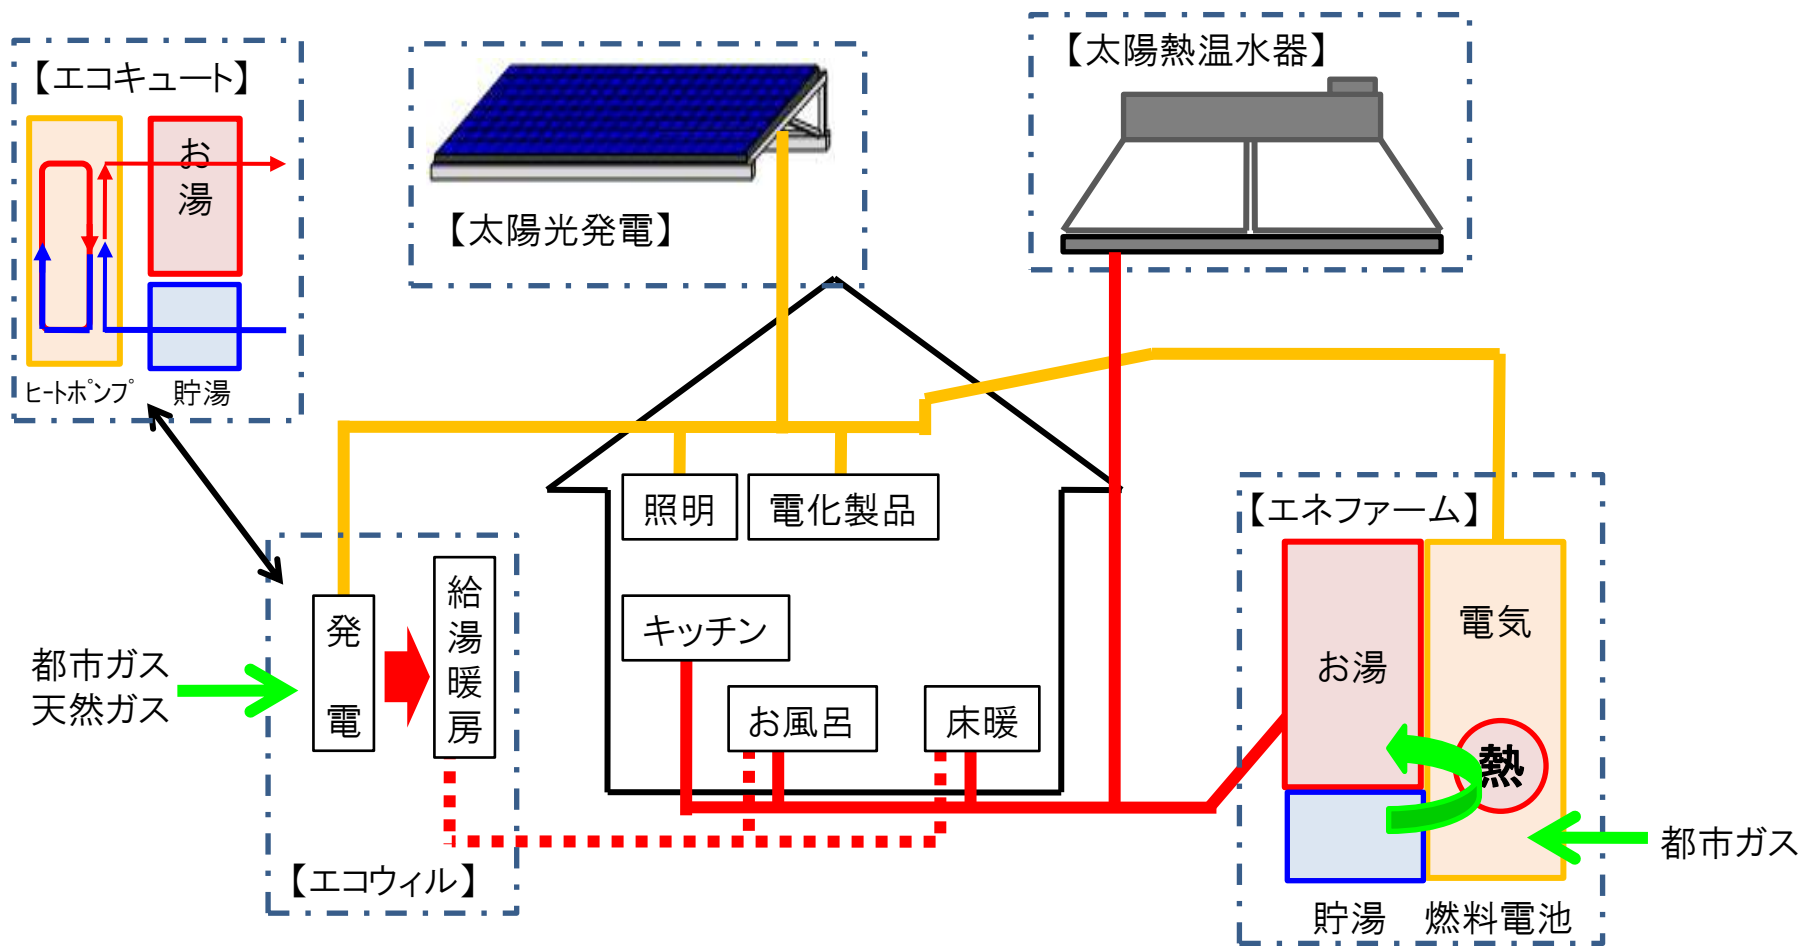 【エコキュート】
お
湯
ﾋｰﾄﾎﾟﾝﾌﾟ
貯湯
【太陽光発電】
【太陽熱温水器】
照明
電化製品
キッチン
お風呂
床暖
都市ガス
天然ガス
発
電
給
湯
暖
房
【エコウィル】
【エネファーム】
お湯
電気
熱
都市ガス
貯湯
燃料電池